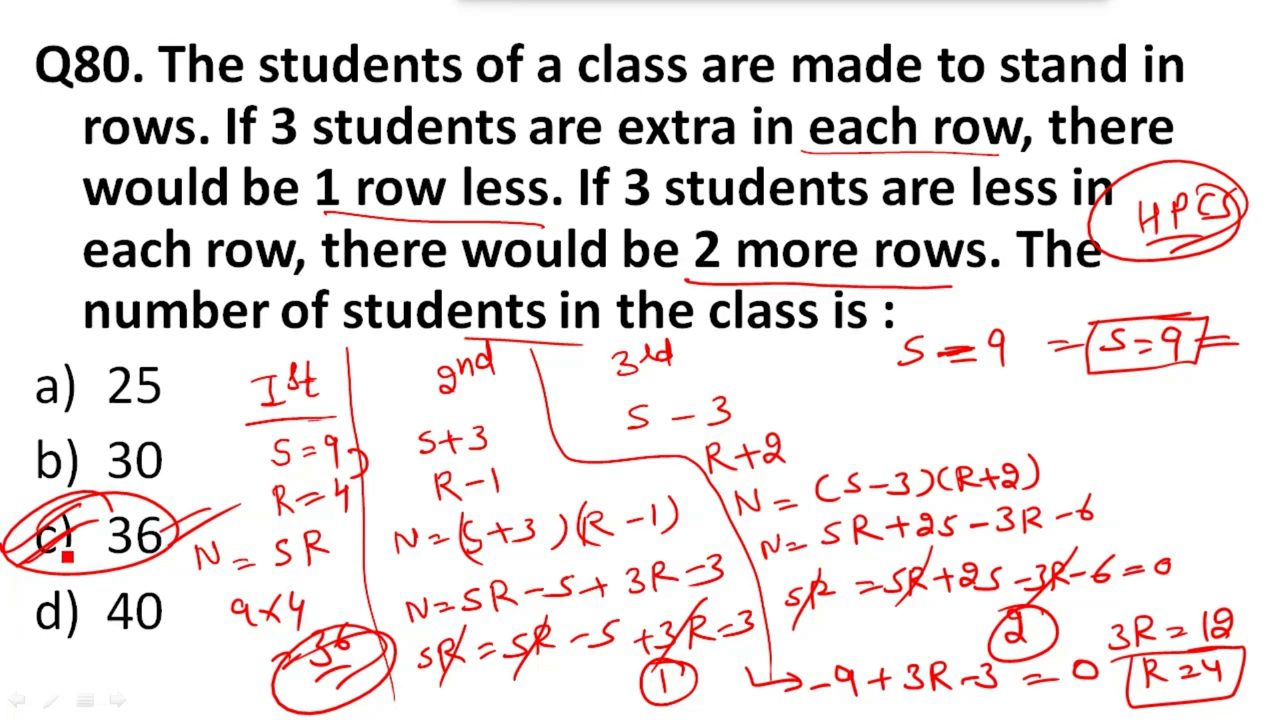 Q80. The students of a class are made to stand in
rows. If 3 students are extra in each row, there
would be 1 row less. If 3 students are less in
each row, there would be 2 more rows. The
number of students in the class is :
HPCS
S = 9 = S = 9 =
a) 25
b) 30
c) 36
d) 40
Ist
S = 9
R = 4
N = SR
9 x 4
= 36
2nd
S+3
R-1
N = (S+3)(R-1)
N = SR - S + 3R - 3
SR = SR - S + 3R = 3
1
3rd
S - 3
R+2
N = (S-3)(R+2)
N = SR + 2S - 3R - 6
SR = SR + 2S - 3R - 6 = 0
2
-9 + 3R - 3 = 0
3R = 12
R = 4